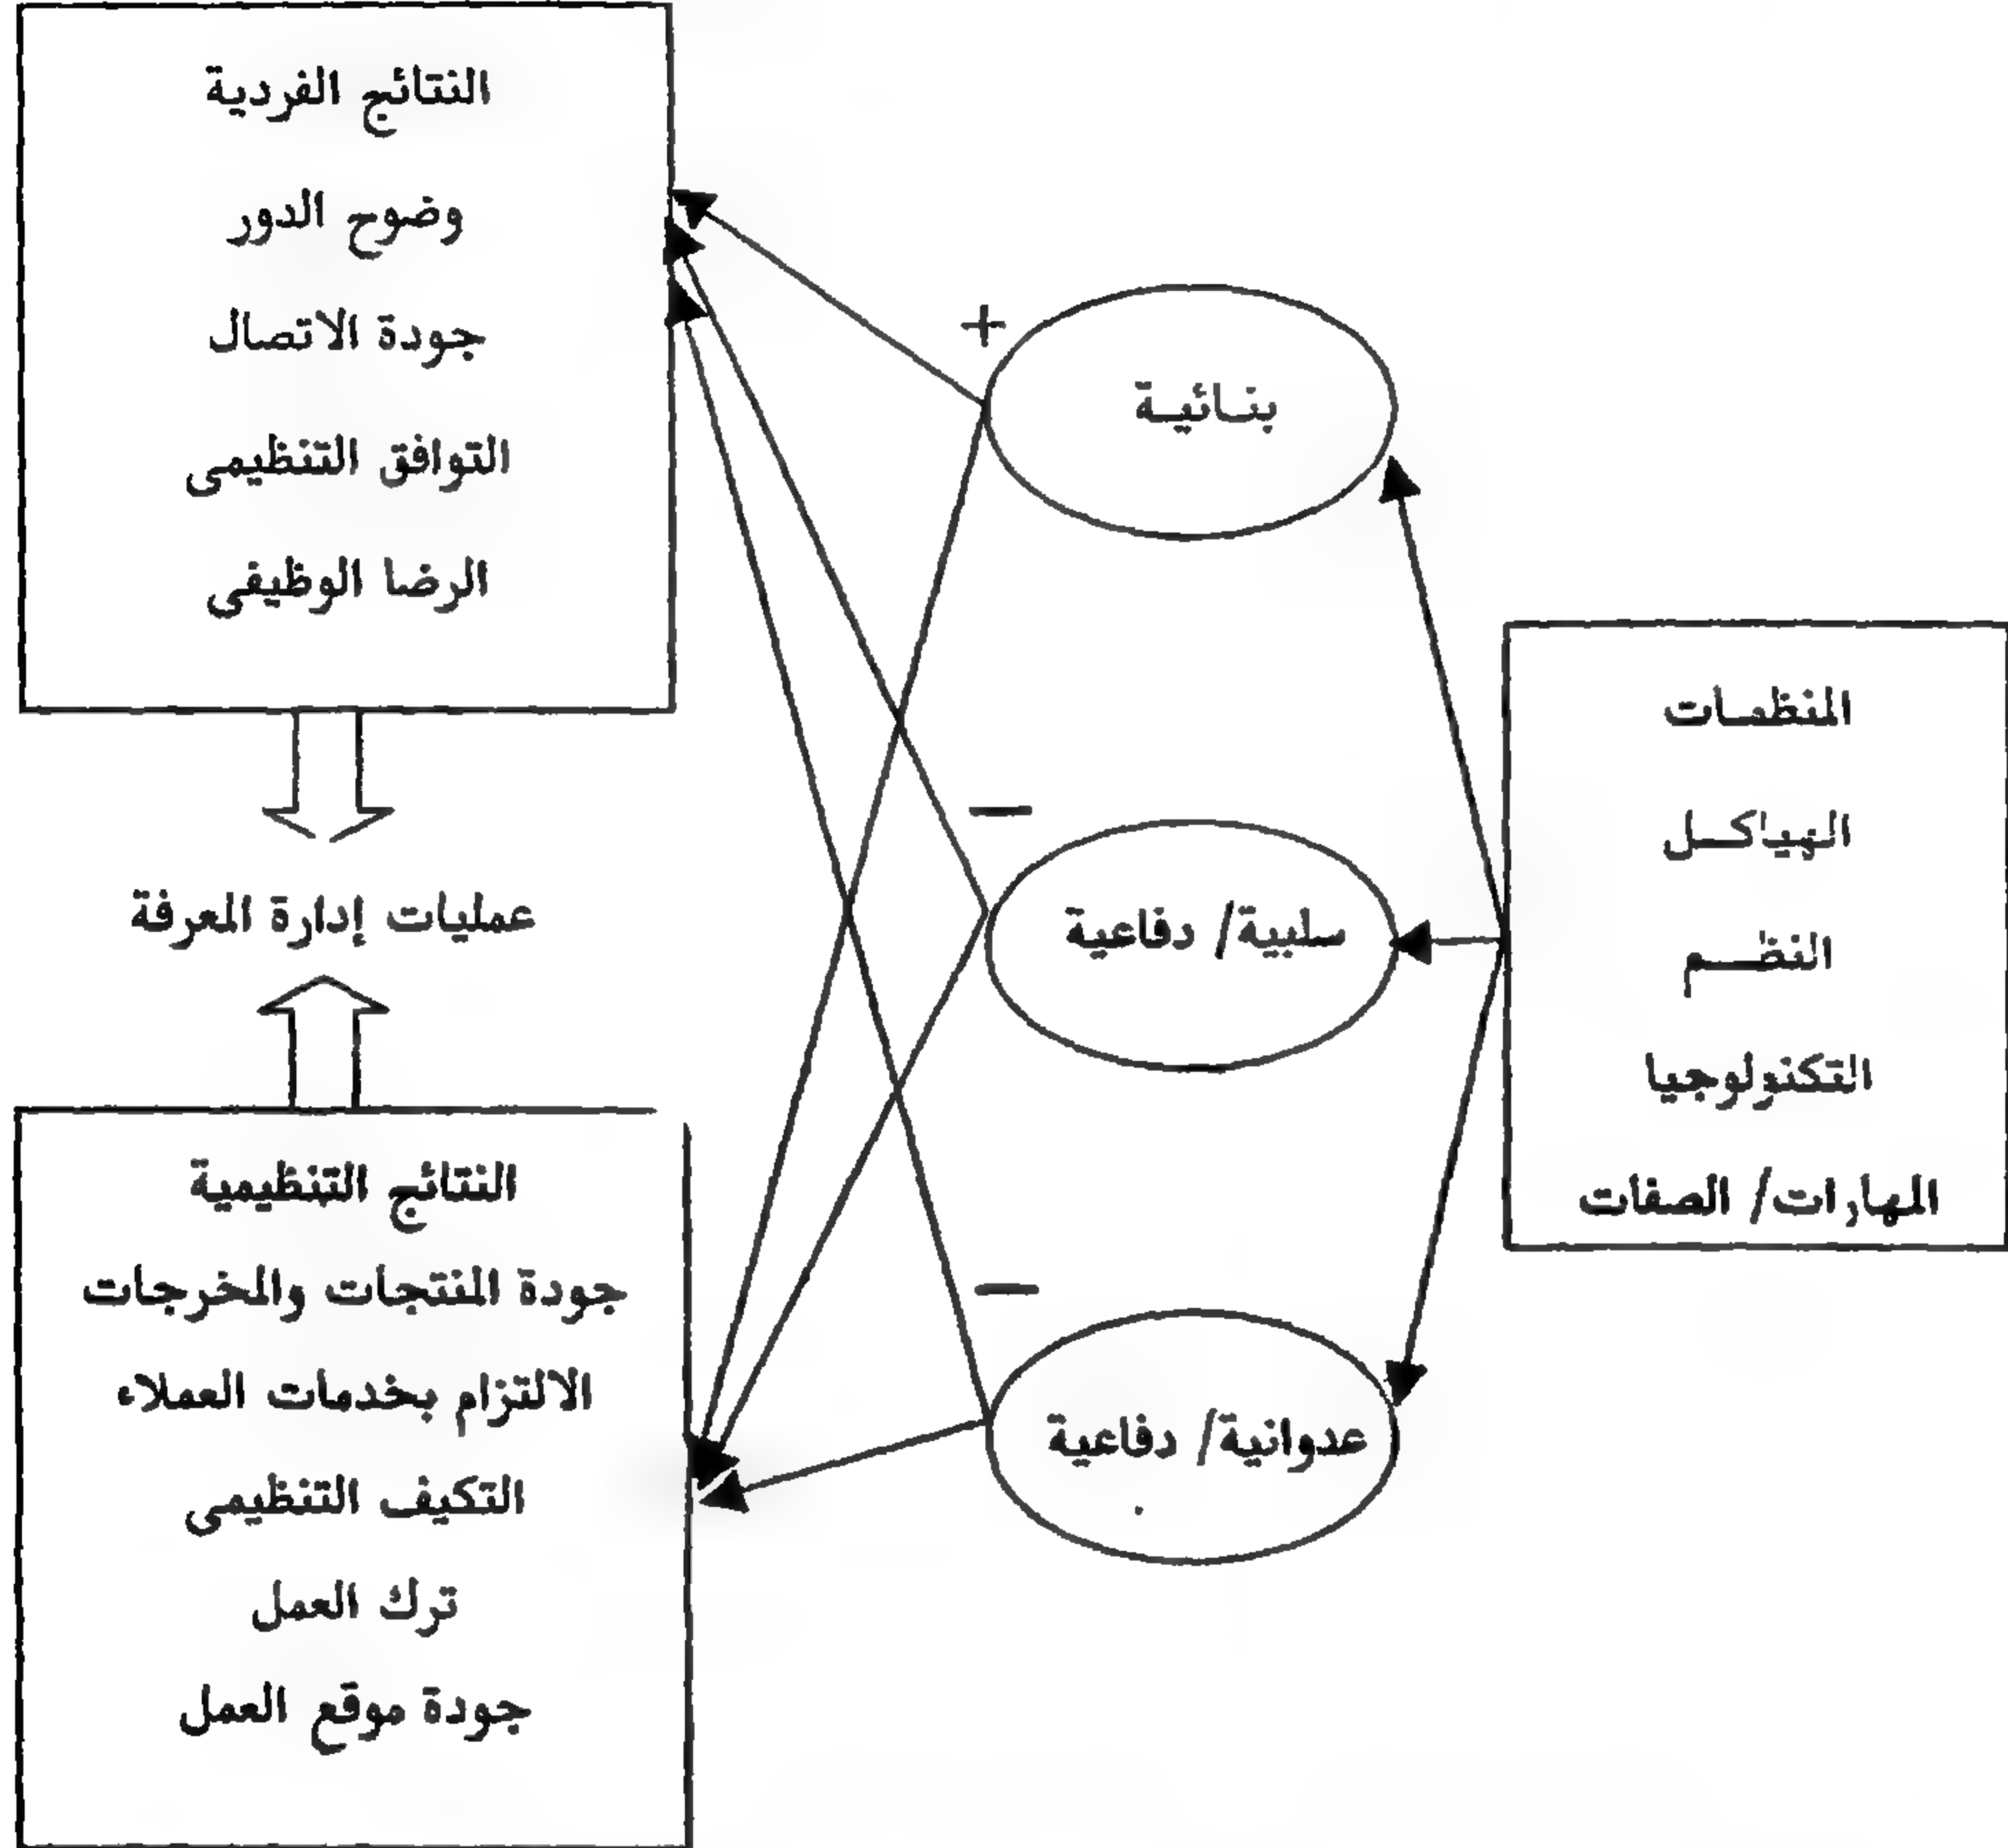 المنظمات
الهياكل
النظم
التكنولوجيا
المهارات/ الصفات
+
بنائية
−
سلبية/ دفاعية
−
عدوانية/ دفاعية
النتائج الفردية
وضوح الدور
جودة الاتصال
التوافق التنظيمى
الرضا الوظيفى
عمليات إدارة المعرفة
النتائج التنظيمية
جودة المنتجات والمخرجات
الالتزام بخدمات العملاء
التكيف التنظيمى
ترك العمل
جودة موقع العمل